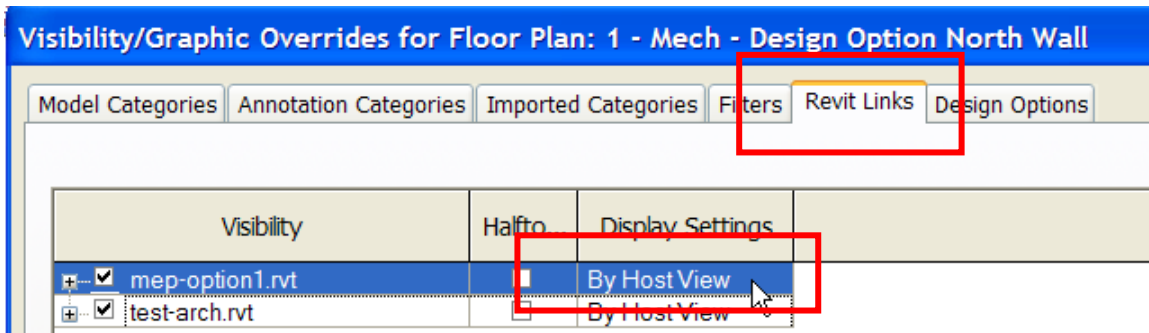 Visibility/Graphic Overrides for Floor Plan: 1 - Mech - Design Option North Wall
Model Categories Annotation Categories Imported Categories Filters Revit Links Design Options
Visibility Halfto... Display Settings
mep-option1.rvt By Host View
test-arch.rvt By Host View